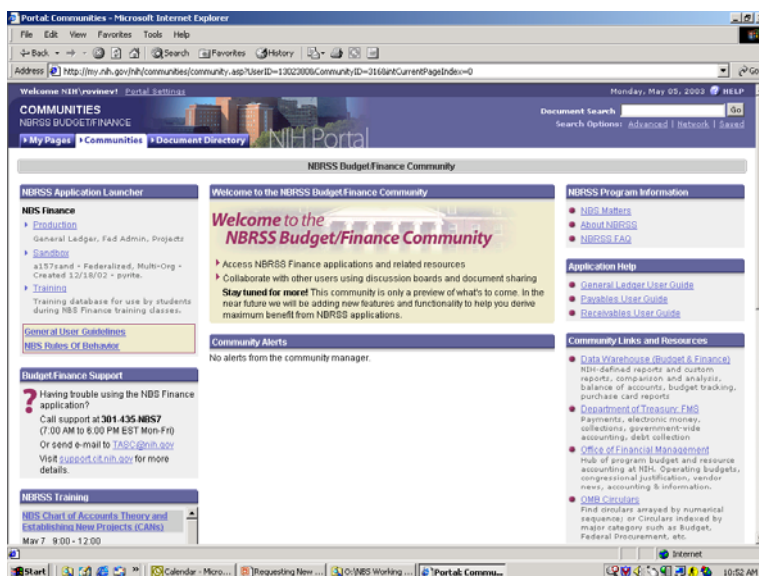 Portal: Communities - Microsoft Internet Explorer
File Edit View Favorites Tools Help
Back Search Favorites History
Address http://my.nih.gov/nih/communities/community.asp?UserID=1302380&CommunityID=316&intCurrentPageIndex=0 Go
Welcome NIH\rovinev! Portal Settings Monday, May 05, 2003 HELP
COMMUNITIES
NBRSS BUDGET/FINANCE
Document Search Go
Search Options: Advanced | Network | Saved
My Pages Communities Document Directory NIH Portal
NBRSS Budget/Finance Community
NBRSS Application Launcher
NBS Finance
Production
General Ledger, Fed Admin, Projects
Sandbox
a157sand - Federalized, Multi-Org -
Created 12/18/02 - pyrite.
Training
Training database for use by students
during NBS Finance training classes.
General User Guidelines
NBS Rules Of Behavior
Budget/Finance Support
? Having trouble using the NBS Finance
application?
Call support at 301-435-NBS7
(7:00 AM to 6:00 PM EST Mon-Fri)
Or send e-mail to TASC@nih.gov
Visit support.cit.nih.gov for more
details.
NBRSS Training
NBS Chart of Accounts Theory and
Establishing New Projects (CANs)
May 7 9:00 - 12:00
Welcome to the NBRSS Budget/Finance Community
Welcome to the
NBRSS Budget/Finance Community
Access NBRSS Finance applications and related resources
Collaborate with other users using discussion boards and document sharing
Stay tuned for more! This community is only a preview of what's to come. In the
near future we will be adding new features and functionality to help you derive
maximum benefit from NBRSS applications.
Community Alerts
No alerts from the community manager.
NBRSS Program Information
NBS Matters
About NBRSS
NBRSS FAQ
Application Help
General Ledger User Guide
Payables User Guide
Receivables User Guide
Community Links and Resources
Data Warehouse (Budget & Finance)
NIH-defined reports and custom
reports, comparison and analysis,
balance of accounts, budget tracking,
purchase card reports
Department of Treasury: FMS
Payments, electronic money,
collections, government-wide
accounting, debt collection
Office of Financial Management
Hub of program budget and resource
accounting at NIH. Operating budgets,
congressional justification, vendor
news, accounting & information.
OMB Circulars
Find circulars arrayed by numerical
sequence; or Circulars indexed by
major category such as Budget,
Federal Procurement, etc.
Internet
Start Calendar - Micro... Requesting New ... O:\NBS Working ... Portal: Commu... 10:52 AM